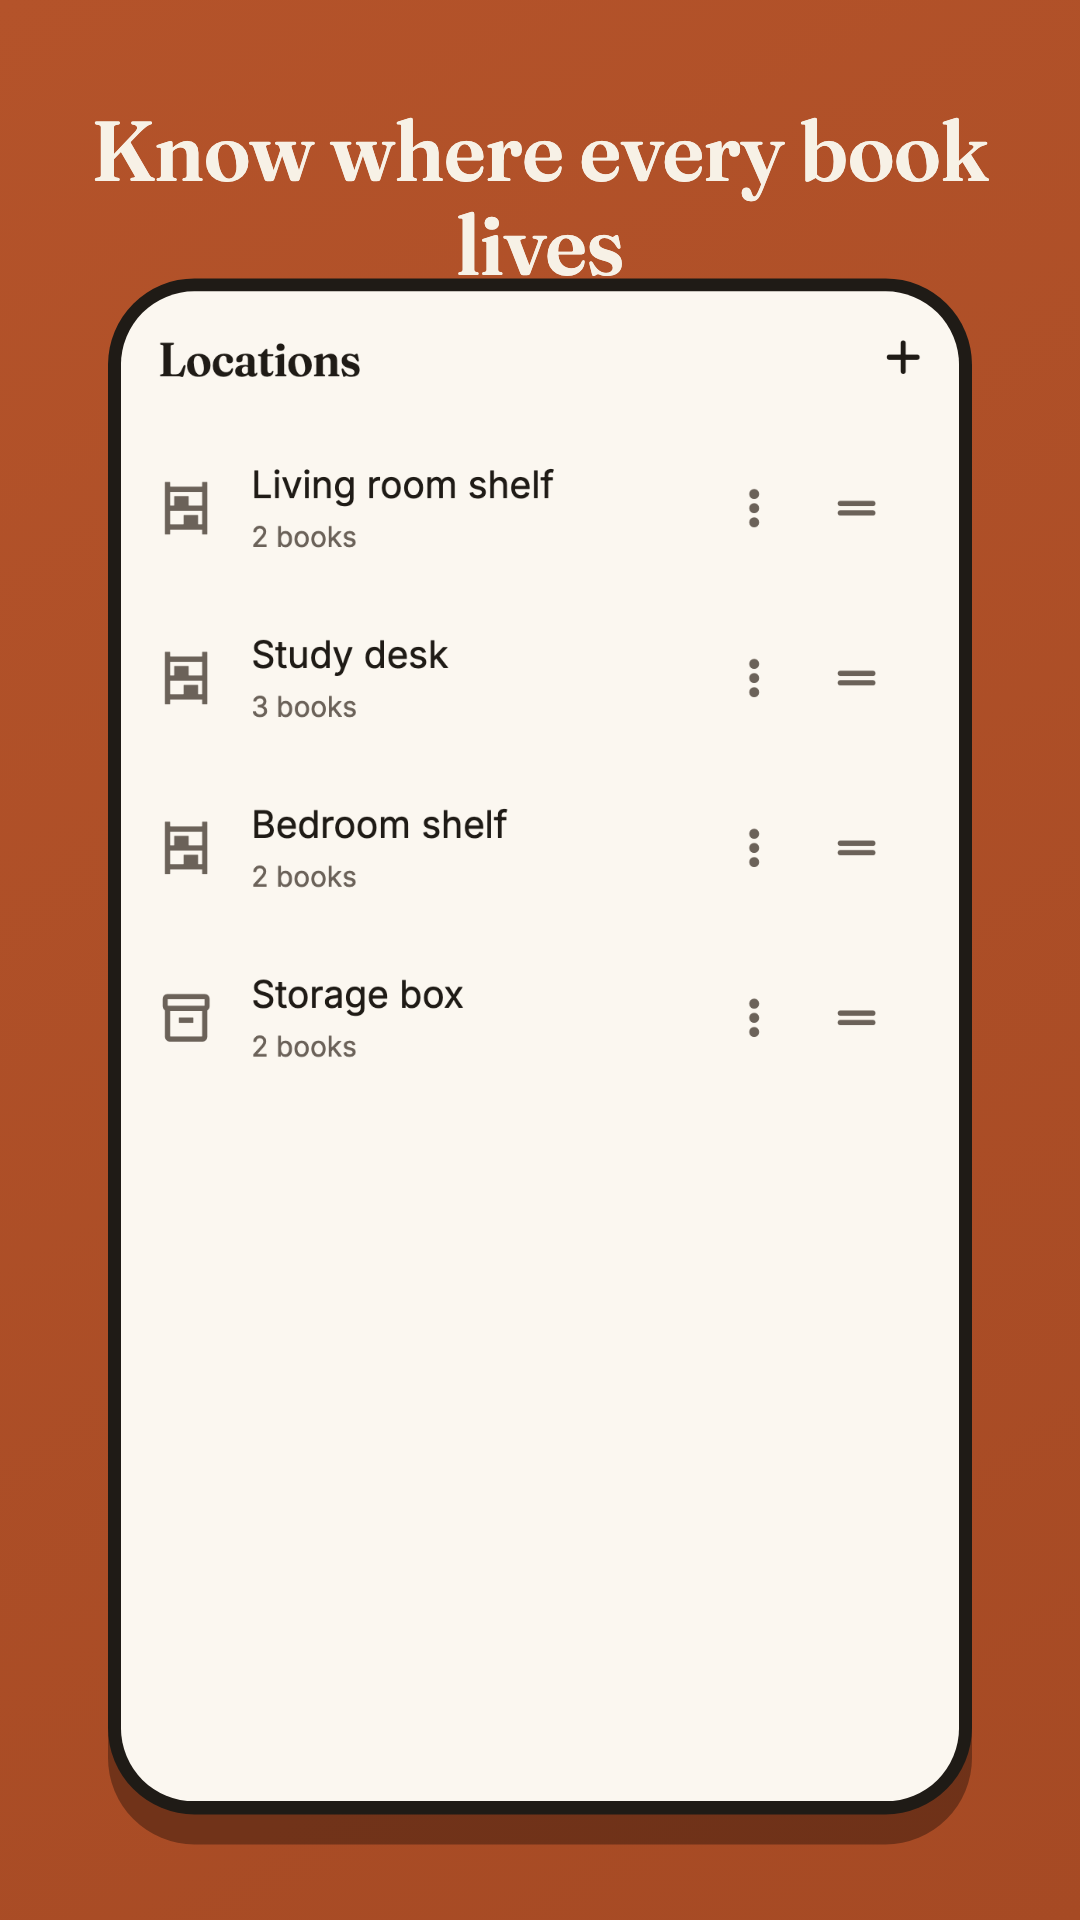 Know where every book
lives
Locations
Living room shelf
2 books
Study desk
3 books
Bedroom shelf
2 books
Storage box
2 books